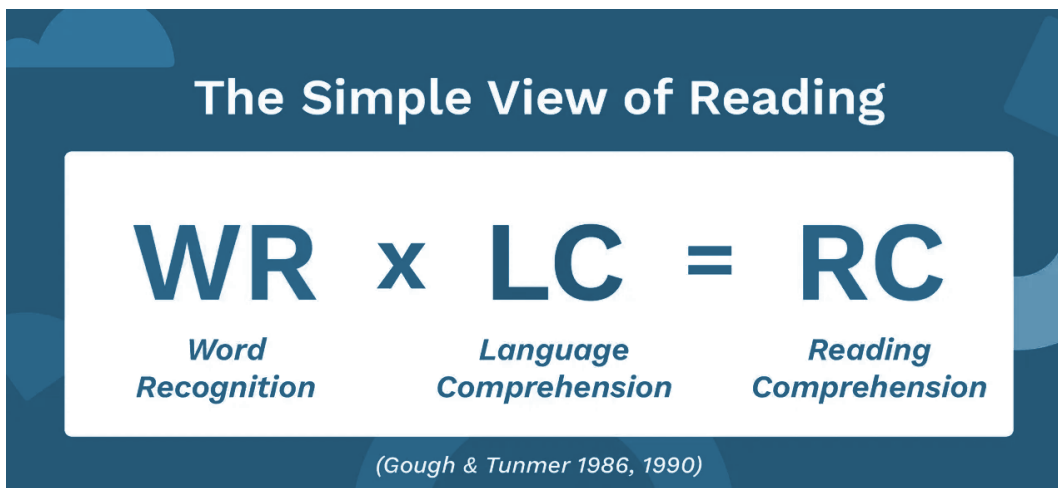 The Simple View of Reading
WR x LC = RC
Word Recognition
Language Comprehension
Reading Comprehension
(Gough & Tunmer 1986, 1990)